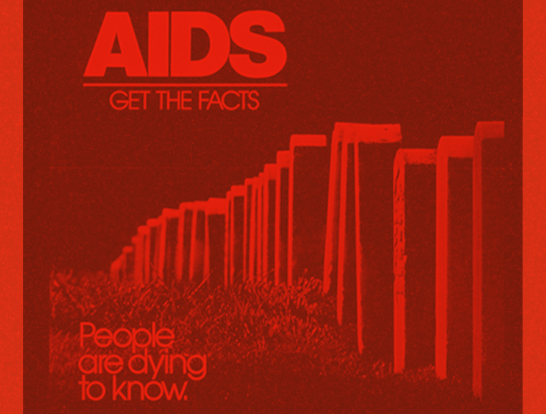 AIDS
GET THE FACTS
People
are dying
to know.